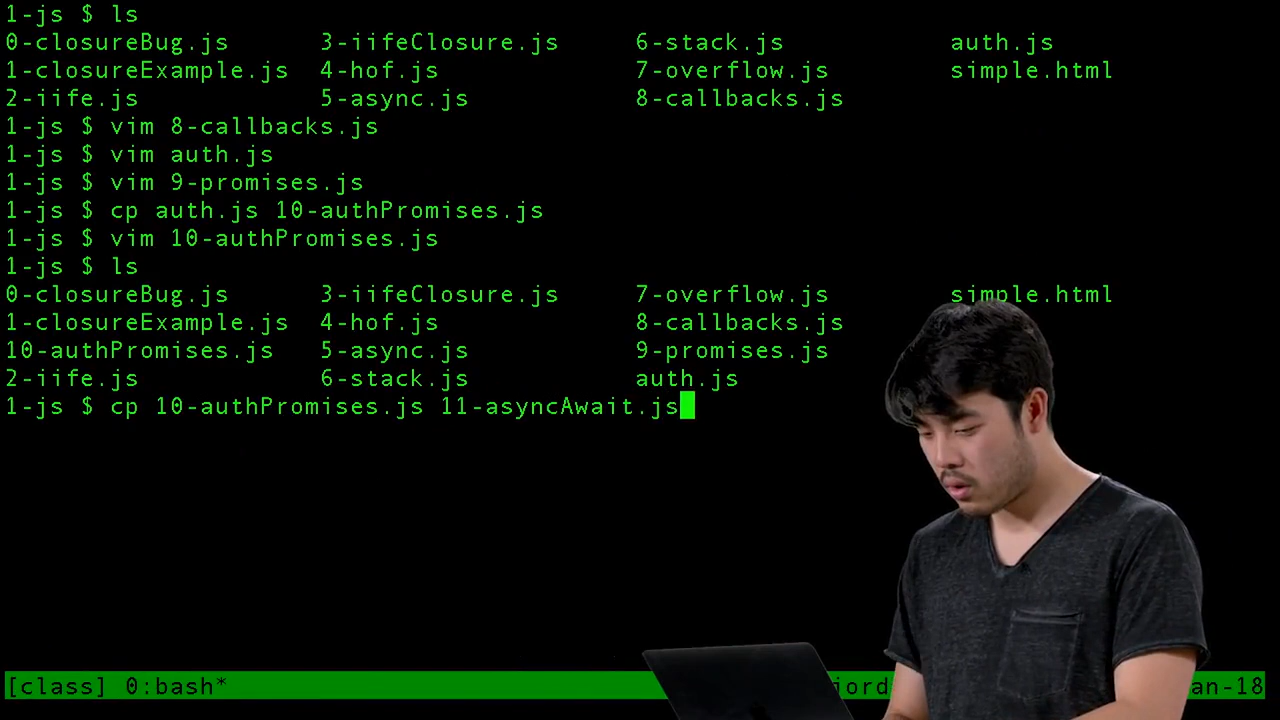 1-js $ ls
0-closureBug.js 3-iifeClosure.js 6-stack.js auth.js
1-closureExample.js 4-hof.js 7-overflow.js simple.html
2-iife.js 5-async.js 8-callbacks.js
1-js $ vim 8-callbacks.js
1-js $ vim auth.js
1-js $ vim 9-promises.js
1-js $ cp auth.js 10-authPromises.js
1-js $ vim 10-authPromises.js
1-js $ ls
0-closureBug.js 3-iifeClosure.js 7-overflow.js simple.html
1-closureExample.js 4-hof.js 8-callbacks.js
10-authPromises.js 5-async.js 9-promises.js
2-iife.js 6-stack.js auth.js
1-js $ cp 10-authPromises.js 11-asyncAwait.js
[class] 0:bash*